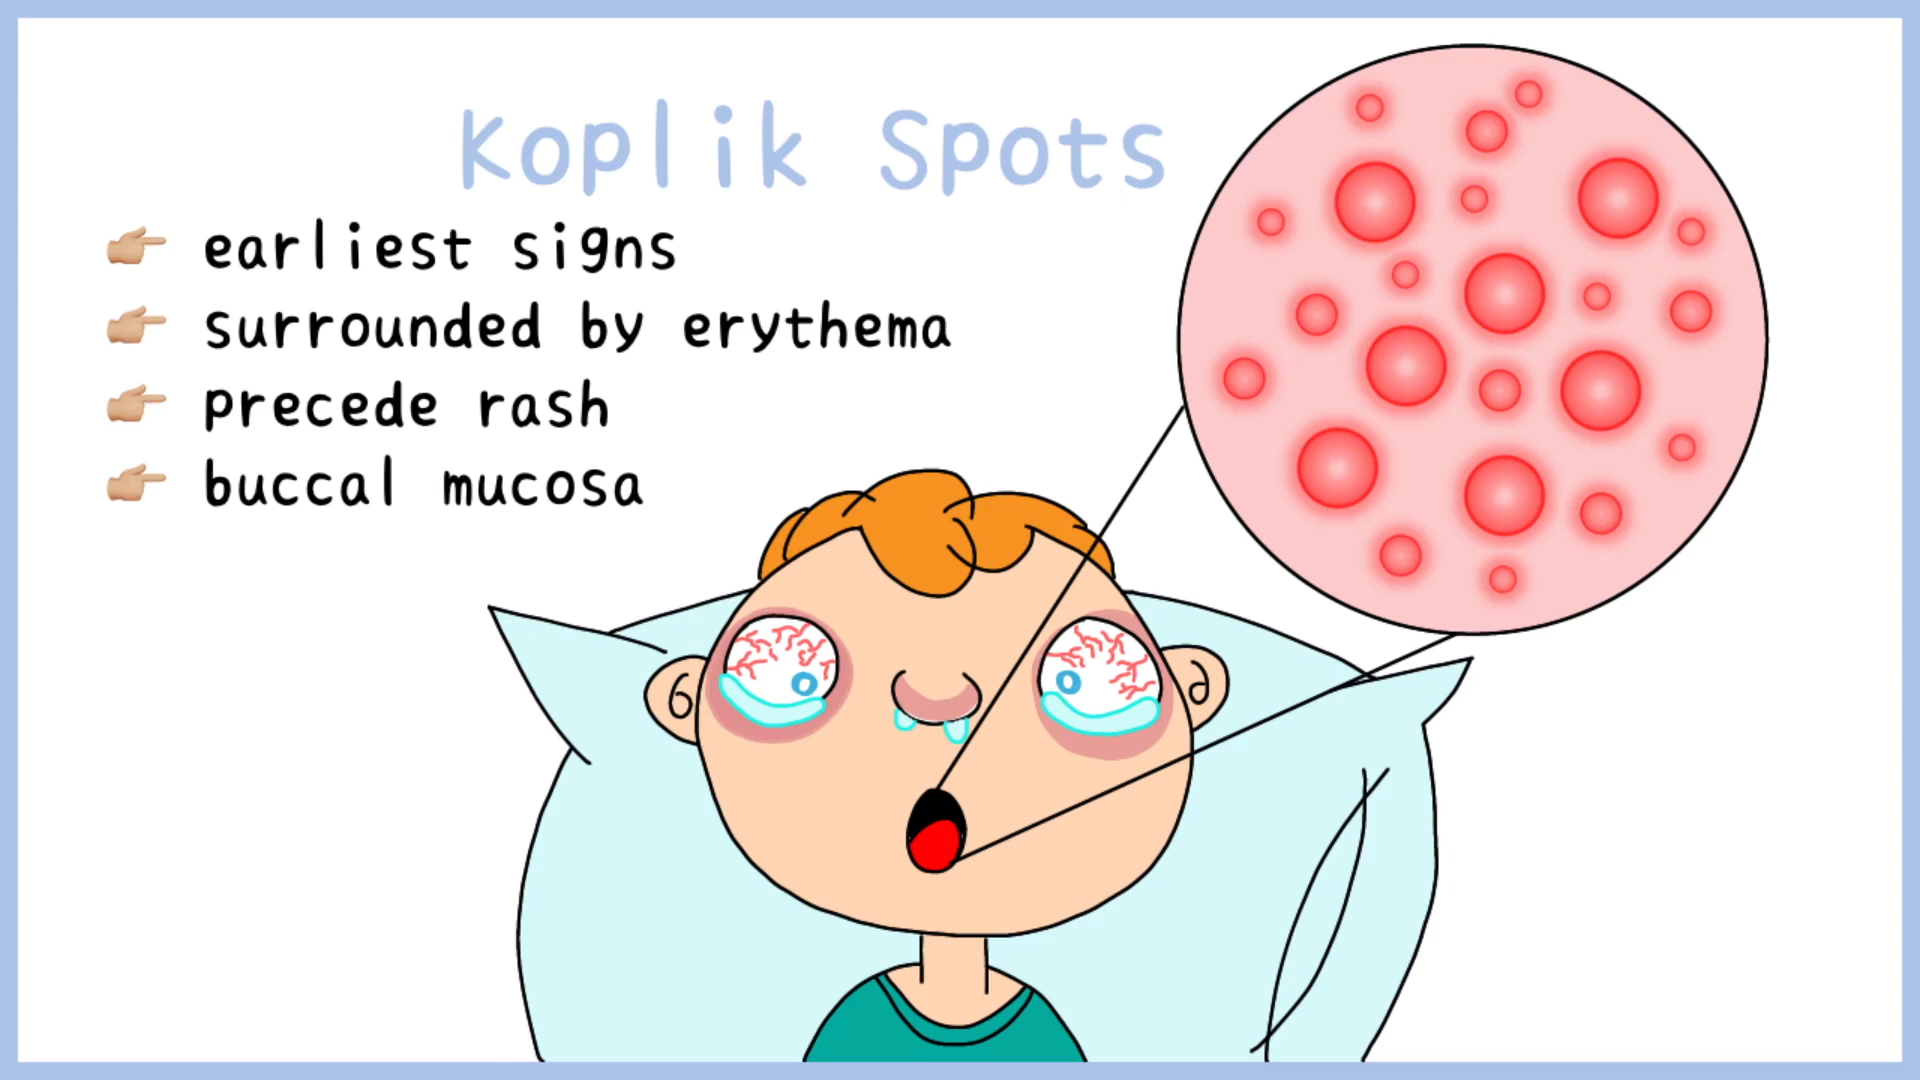 Koplik Spots
earliest signs
surrounded by erythema
precede rash
buccal mucosa